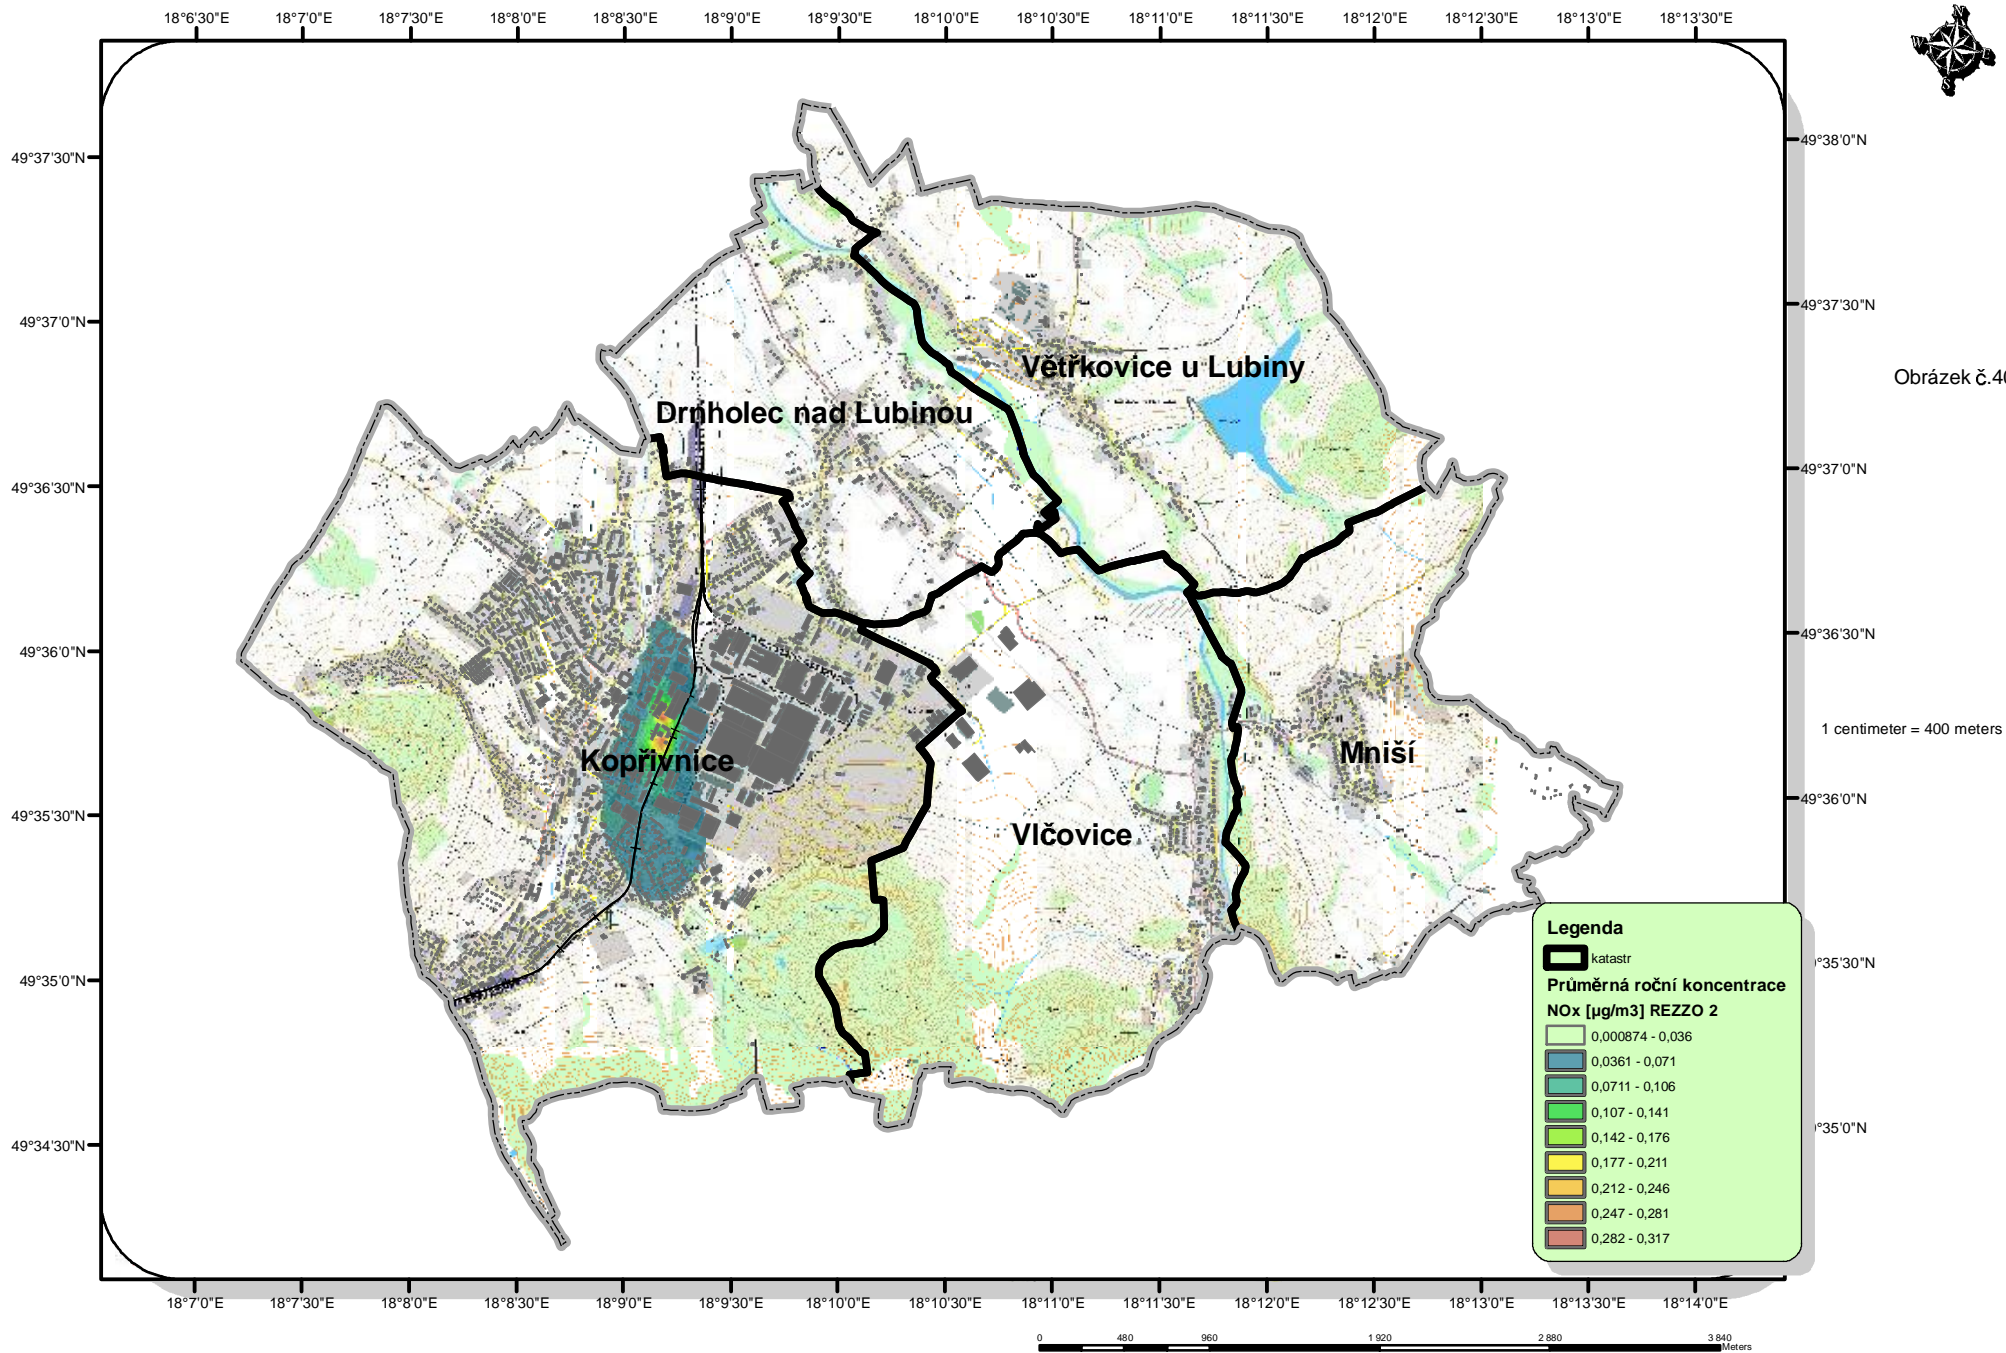 18°6'30"E 18°7'0"E 18°7'30"E 18°8'0"E 18°8'30"E 18°9'0"E 18°9'30"E 18°10'0"E 18°10'30"E 18°11'0"E 18°11'30"E 18°12'0"E 18°12'30"E 18°13'0"E 18°13'30"E
49°38'0"N
49°37'30"N
49°37'30"N
49°37'0"N
Větřkovice u Lubiny
Obrázek č.40
Drnholec nad Lubinou
49°37'0"N
49°36'30"N
49°36'30"N
49°36'0"N
1 centimeter = 400 meters
Kopřivnice
Mniší
49°36'0"N
49°35'30"N
Vlčovice
Legenda
katastr
°35'30"N
49°35'0"N
Průměrná roční koncentrace
NOx [µg/m3] REZZO 2
0,000874 - 0,036
0,0361 - 0,071
0,0711 - 0,106
0,107 - 0,141
°35'0"N
49°34'30"N
0,142 - 0,176
0,177 - 0,211
0,212 - 0,246
0,247 - 0,281
0,282 - 0,317
18°7'0"E 18°7'30"E 18°8'0"E 18°8'30"E 18°9'0"E 18°9'30"E 18°10'0"E 18°10'30"E 18°11'0"E 18°11'30"E 18°12'0"E 18°12'30"E 18°13'0"E 18°13'30"E 18°14'0"E
0 480 960 1 920 2 880 3 840
Meters